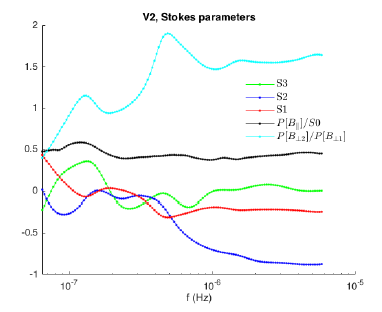 V2, Stokes parameters
2
1.5
1
0.5
0
-0.5
-1
S3
S2
S1
P[B∥]/S0
P[B⊥2]/P[B⊥1]
10⁻⁷ 10⁻⁶ 10⁻⁵
f (Hz)